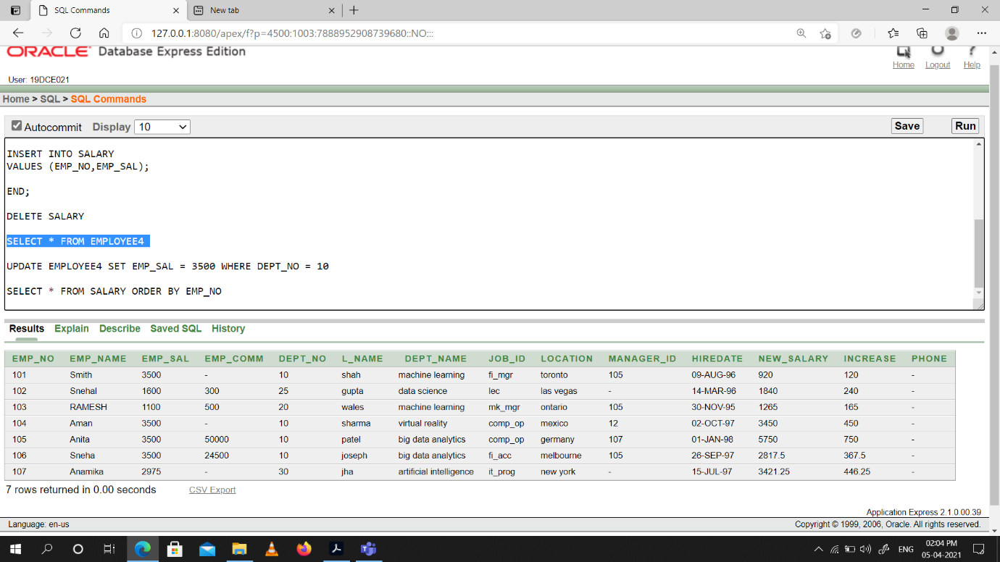 SQL Commands
New tab
127.0.0.1:8080/apex/f?p=4500:1003:7888952908739680::NO:::
ORACLE Database Express Edition
Home Logout Help
User: 19DCE021
Home > SQL > SQL Commands
Autocommit Display 10 Save Run
INSERT INTO SALARY
VALUES (EMP_NO,EMP_SAL);
END;
DELETE SALARY
SELECT * FROM EMPLOYEE4
UPDATE EMPLOYEE4 SET EMP_SAL = 3500 WHERE DEPT_NO = 10
SELECT * FROM SALARY ORDER BY EMP_NO
Results Explain Describe Saved SQL History
EMP_NO EMP_NAME EMP_SAL EMP_COMM DEPT_NO L_NAME DEPT_NAME JOB_ID LOCATION MANAGER_ID HIREDATE NEW_SALARY INCREASE PHONE
101 Smith 3500 - 10 shah machine learning fi_mgr toronto 105 09-AUG-96 920 120 -
102 Snehal 1600 300 25 gupta data science lec las vegas - 14-MAR-96 1840 240 -
103 RAMESH 1100 500 20 wales machine learning mk_mgr ontario 105 30-NOV-95 1265 165 -
104 Aman 3500 - 10 sharma virtual reality comp_op mexico 12 02-OCT-97 3450 450 -
105 Anita 3500 50000 10 patel big data analytics comp_op germany 107 01-JAN-98 5750 750 -
106 Sneha 3500 24500 10 joseph big data analytics fi_acc melbourne 105 26-SEP-97 2817.5 367.5 -
107 Anamika 2975 - 30 jha artificial intelligence it_prog new york - 15-JUL-97 3421.25 446.25 -
7 rows returned in 0.00 seconds CSV Export
Application Express 2.1.0.00.39
Language: en-us Copyright © 1999, 2006, Oracle. All rights reserved.
ENG
02:04 PM
05-04-2021